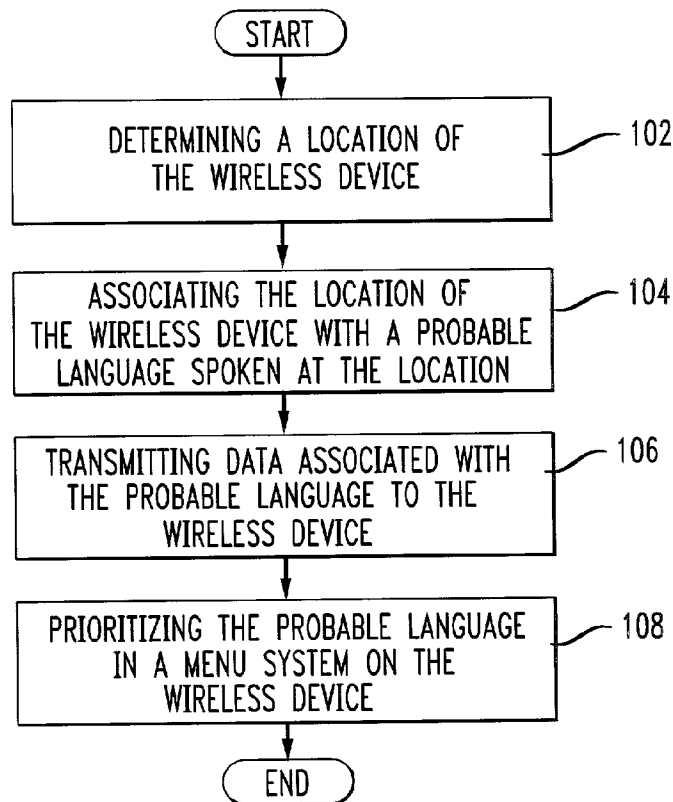 START
DETERMINING A LOCATION OF
THE WIRELESS DEVICE
102
ASSOCIATING THE LOCATION OF
THE WIRELESS DEVICE WITH A PROBABLE
LANGUAGE SPOKEN AT THE LOCATION
104
TRANSMITTING DATA ASSOCIATED WITH
THE PROBABLE LANGUAGE TO THE
WIRELESS DEVICE
106
PRIORITIZING THE PROBABLE LANGUAGE
IN A MENU SYSTEM ON THE
WIRELESS DEVICE
108
END